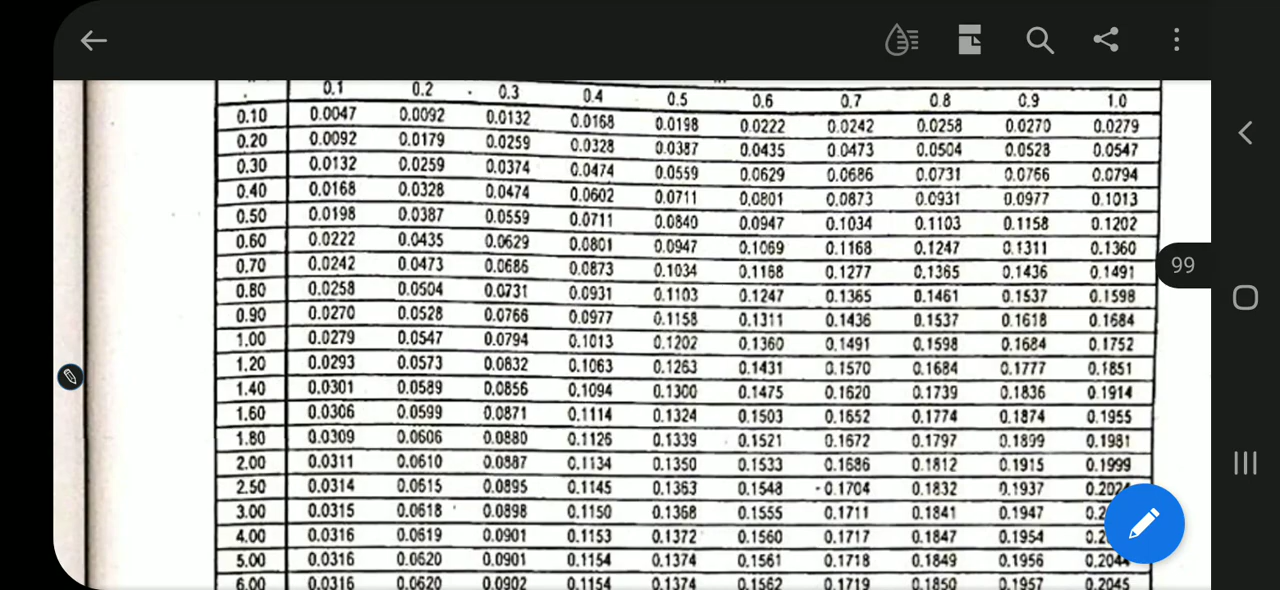 0.1 0.2 0.3 0.4 0.5 0.6 0.7 0.8 0.9 1.0
0.10 0.0047 0.0092 0.0132 0.0168 0.0198 0.0222 0.0242 0.0258 0.0270 0.0279
0.20 0.0092 0.0179 0.0259 0.0328 0.0387 0.0435 0.0473 0.0504 0.0528 0.0547
0.30 0.0132 0.0259 0.0374 0.0474 0.0559 0.0629 0.0686 0.0731 0.0766 0.0794
0.40 0.0168 0.0328 0.0474 0.0602 0.0711 0.0801 0.0873 0.0931 0.0977 0.1013
0.50 0.0198 0.0387 0.0559 0.0711 0.0840 0.0947 0.1034 0.1103 0.1158 0.1202
0.60 0.0222 0.0435 0.0629 0.0801 0.0947 0.1069 0.1168 0.1247 0.1311 0.1360
0.70 0.0242 0.0473 0.0686 0.0873 0.1034 0.1168 0.1277 0.1365 0.1436 0.1491
99
0.80 0.0258 0.0504 0.0731 0.0931 0.1103 0.1247 0.1365 0.1461 0.1537 0.1598
0.90 0.0270 0.0528 0.0766 0.0977 0.1158 0.1311 0.1436 0.1537 0.1618 0.1684
1.00 0.0279 0.0547 0.0794 0.1013 0.1202 0.1360 0.1491 0.1598 0.1684 0.1752
1.20 0.0293 0.0573 0.0832 0.1063 0.1263 0.1431 0.1570 0.1684 0.1777 0.1851
1.40 0.0301 0.0589 0.0856 0.1094 0.1300 0.1475 0.1620 0.1739 0.1836 0.1914
1.60 0.0306 0.0599 0.0871 0.1114 0.1324 0.1503 0.1652 0.1774 0.1874 0.1955
1.80 0.0309 0.0606 0.0880 0.1126 0.1339 0.1521 0.1672 0.1797 0.1899 0.1981
2.00 0.0311 0.0610 0.0887 0.1134 0.1350 0.1533 0.1686 0.1812 0.1915 0.1999
2.50 0.0314 0.0615 0.0895 0.1145 0.1363 0.1548 0.1704 0.1832 0.1937
3.00 0.0315 0.0618 0.0898 0.1150 0.1368 0.1555 0.1711 0.1841 0.1947
4.00 0.0316 0.0619 0.0901 0.1153 0.1372 0.1560 0.1717 0.1847 0.1954
5.00 0.0316 0.0620 0.0901 0.1154 0.1374 0.1561 0.1718 0.1849 0.1956 0.2044
6.00 0.0316 0.0620 0.0902 0.1154 0.1374 0.1562 0.1719 0.1850 0.1957 0.2045